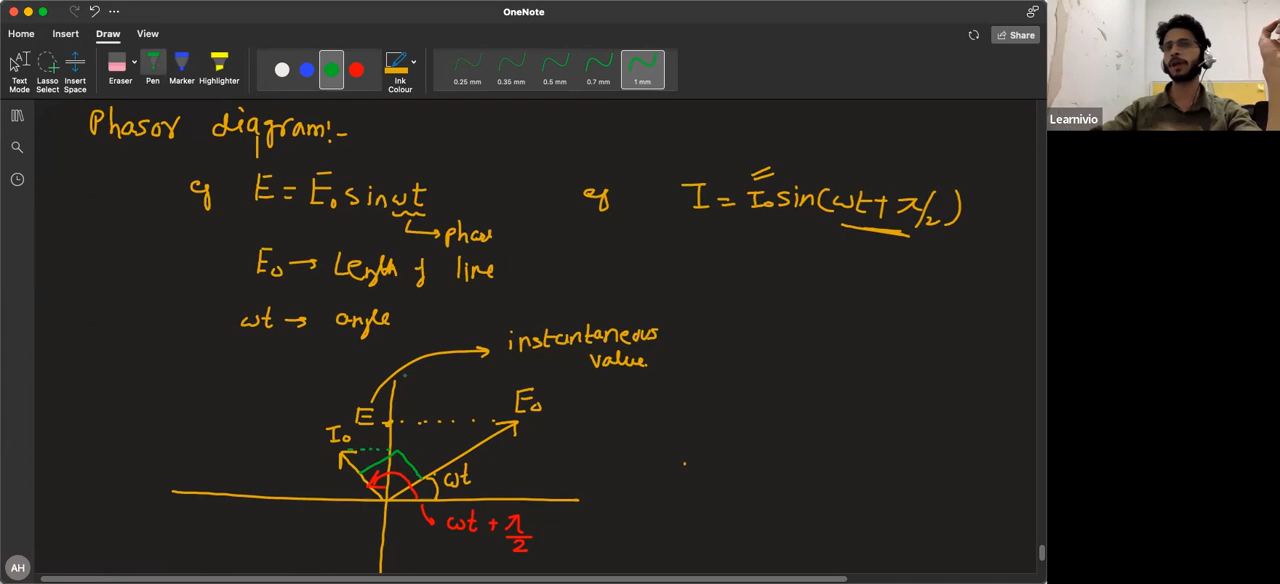 OneNote
Home Insert Draw View
Share
Text Mode
Lasso Select
Insert Space
Eraser
Pen
Marker
Highlighter
Ink Colour
0.25 mm
0.35 mm
0.5 mm
0.7 mm
1 mm
Learnivio
Phasor diagram:-
eg E = E₀ sin ωt
eg I = I₀ sin(ωt + π/2)
phase
E₀ → Length of line
ωt → angle
instantaneous
value.
E
E₀
I₀
ωt
ωt + π/2
AH